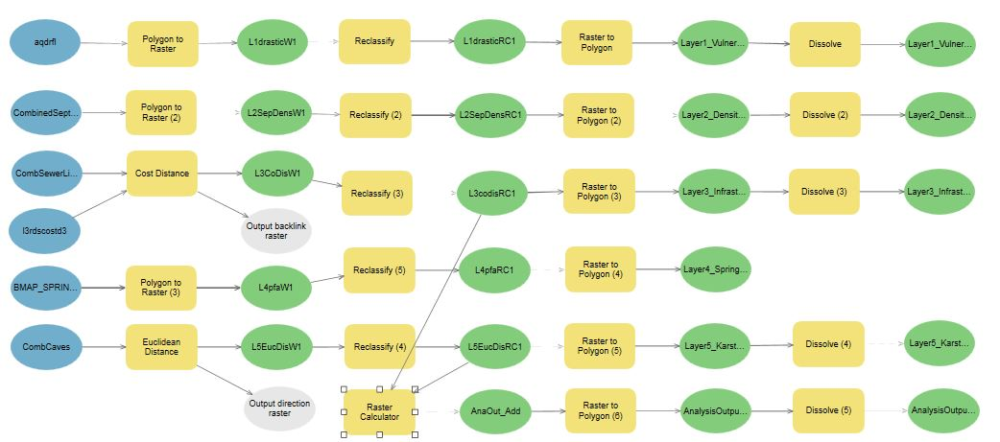 aqdrfl
Polygon to
Raster
L1drasticW1
Reclassify
L1drasticRC1
Raster to
Polygon
Layer1_Vulner...
Dissolve
Layer1_Vulner...
CombinedSept...
Polygon to
Raster (2)
L2SepDensW1
Reclassify (2)
L2SepDensRC1
Raster to
Polygon (2)
Layer2_Densit...
Dissolve (2)
Layer2_Densit...
CombSewerLi...
Cost Distance
L3CoDisW1
Reclassify (3)
L3codisRC1
Raster to
Polygon (3)
Layer3_Infrast...
Dissolve (3)
Layer3_Infrast...
l3rdscostd3
Output backlink
raster
BMAP_SPRIN...
Polygon to
Raster (3)
L4pfaW1
Reclassify (5)
L4pfaRC1
Raster to
Polygon (4)
Layer4_Spring...
CombCaves
Euclidean
Distance
L5EucDisW1
Reclassify (4)
L5EucDisRC1
Raster to
Polygon (5)
Layer5_Karst...
Dissolve (4)
Layer5_Karst...
Output direction
raster
Raster
Calculator
AnaOut_Add
Raster to
Polygon (6)
AnalysisOutpu...
Dissolve (5)
AnalysisOutpu...